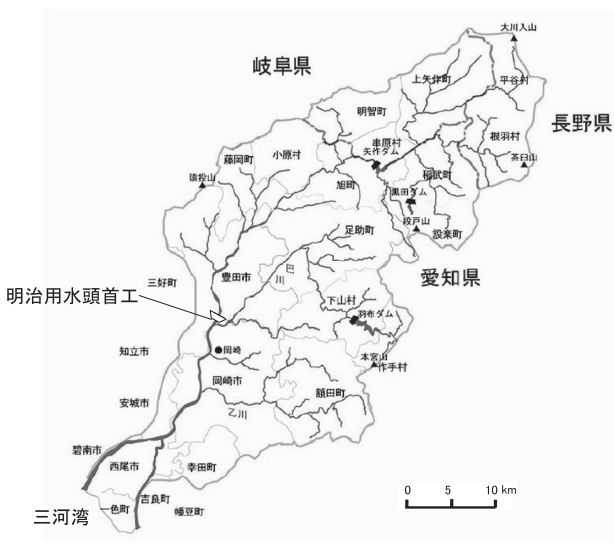 大川入山
岐阜県
上矢作町
平谷村
明智町
長野県
串原村
矢作ダム
根羽村
小原村
藤岡町
茶臼山
稲武町
猿投山
旭町
黒田ダム
段戸山
足助町
設楽町
三好町
豊田市
巴川
愛知県
明治用水頭首工
下山村
羽布ダム
知立市
岡崎
本宮山
作手村
岡崎市
額田町
安城市
乙川
碧南市
西尾市
幸田町
三河湾
一色町
吉良町
幡豆町
0 5 10 km